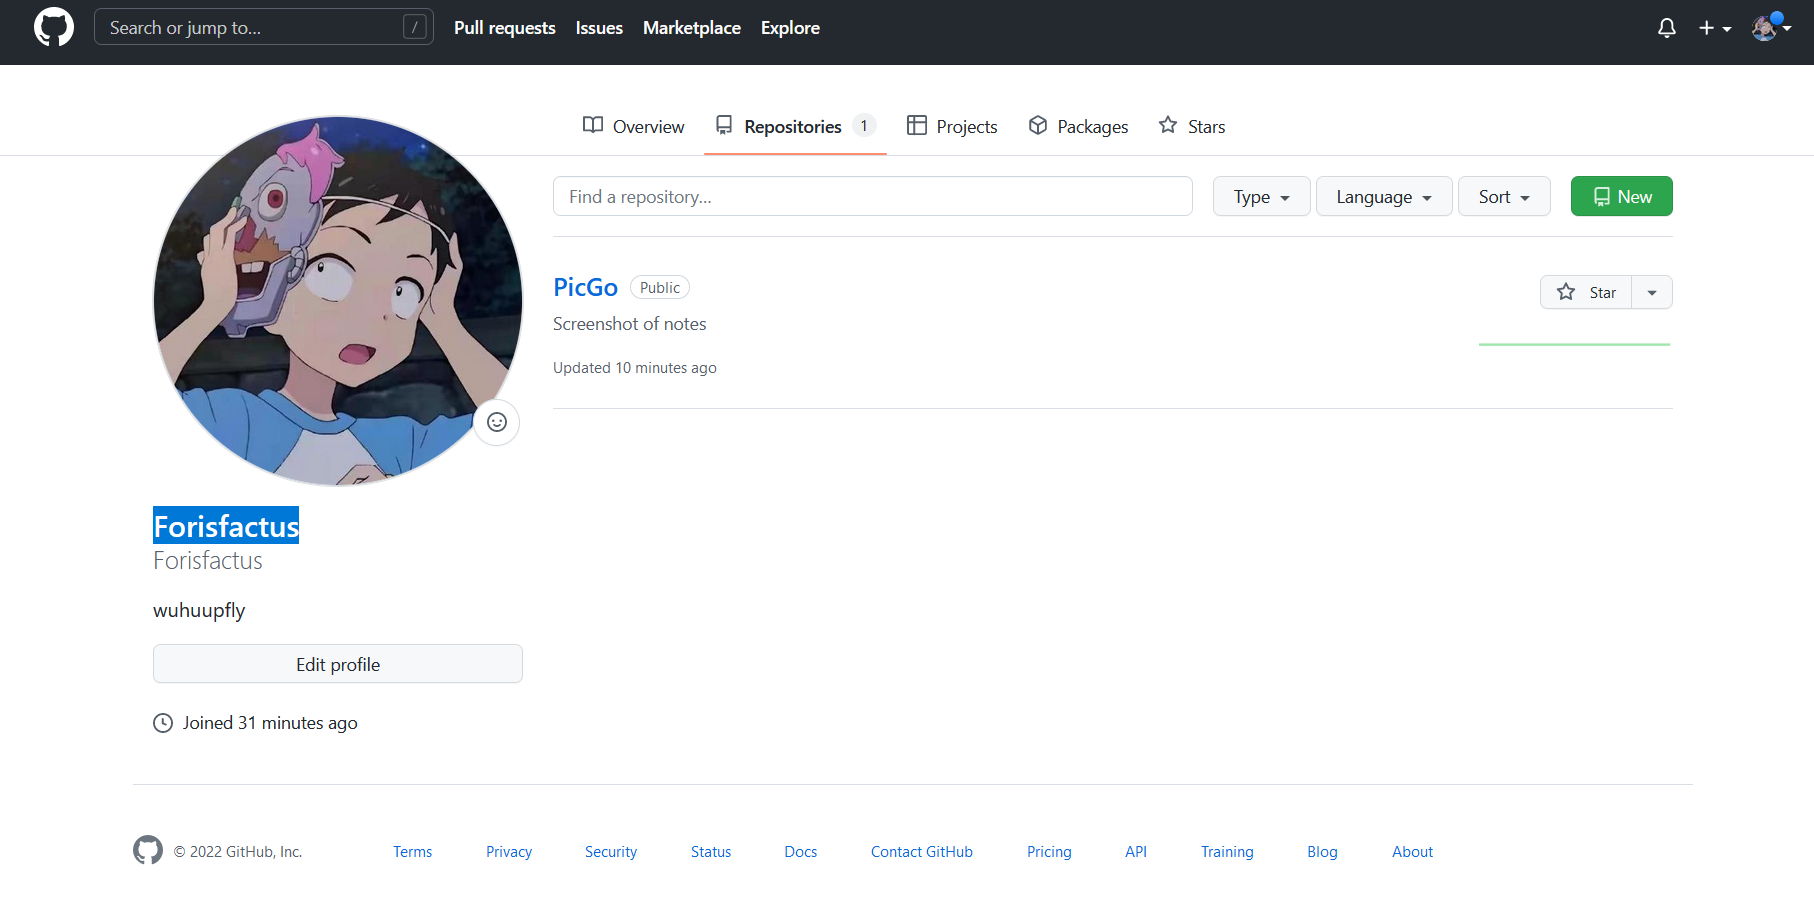 Search or jump to... / Pull requests Issues Marketplace Explore
Overview Repositories 1 Projects Packages Stars
Find a repository... Type Language Sort New
PicGo Public Star
Screenshot of notes
Updated 10 minutes ago
Forisfactus
Forisfactus
wuhuupfly
Edit profile
Joined 31 minutes ago
© 2022 GitHub, Inc. Terms Privacy Security Status Docs Contact GitHub Pricing API Training Blog About